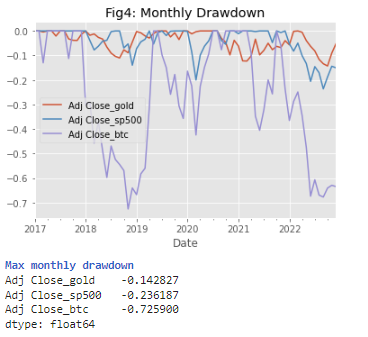 Fig4: Monthly Drawdown
0.0
−0.1
−0.2
−0.3
−0.4
−0.5
−0.6
−0.7
Adj Close_gold
Adj Close_sp500
Adj Close_btc
2017 2018 2019 2020 2021 2022
Date
Max monthly drawdown
Adj Close_gold -0.142827
Adj Close_sp500 -0.236187
Adj Close_btc -0.725900
dtype: float64